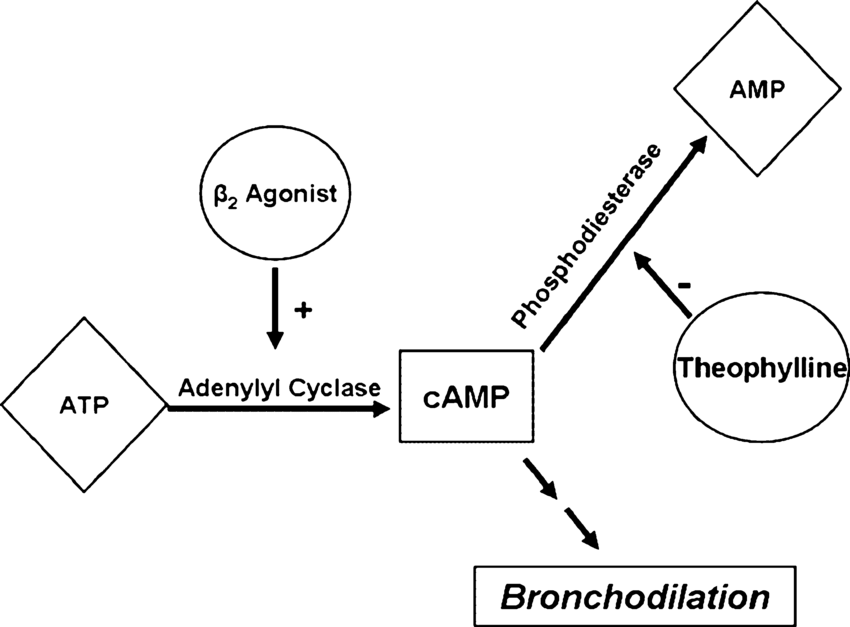 AMP
Phosphodiesterase
β₂ Agonist
+
-
Theophylline
Adenylyl Cyclase
ATP
cAMP
Bronchodilation